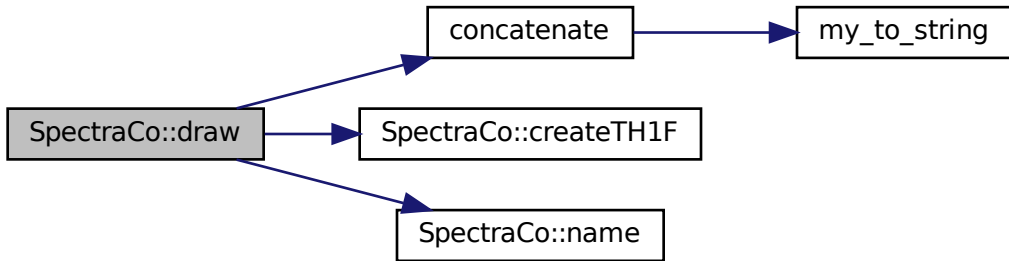 concatenate
my_to_string
SpectraCo::draw
SpectraCo::createTH1F
SpectraCo::name